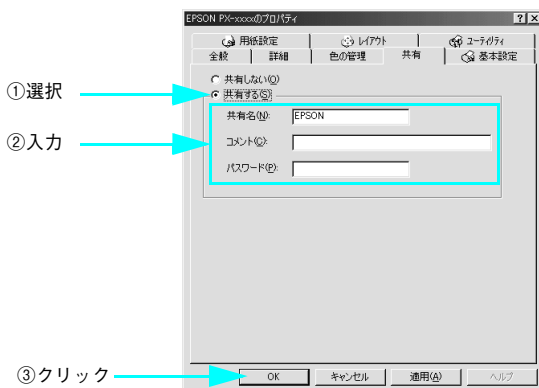 EPSON PX-xxxxのプロパティ
用紙設定 レイアウト ユーティリティ
全般 詳細 色の管理 共有 基本設定
共有しない(O)
①選択
共有する(S)
共有名(N): EPSON
②入力
コメント(C):
パスワード(P):
③クリック
OK キャンセル 適用(A) ヘルプ